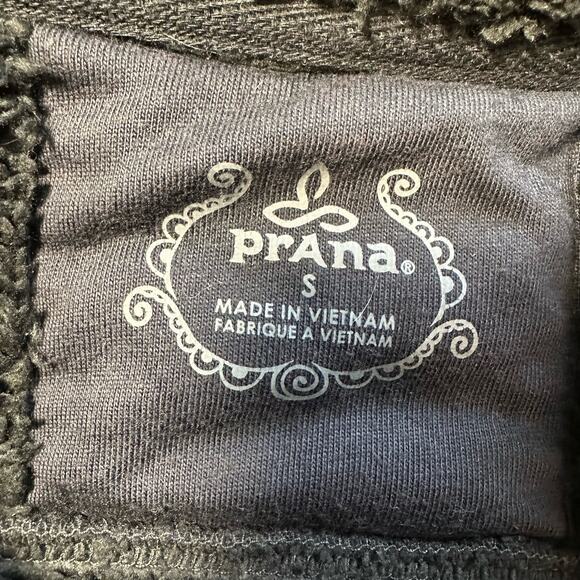 prAna®
S
MADE IN VIETNAM
FABRIQUE A VIETNAM